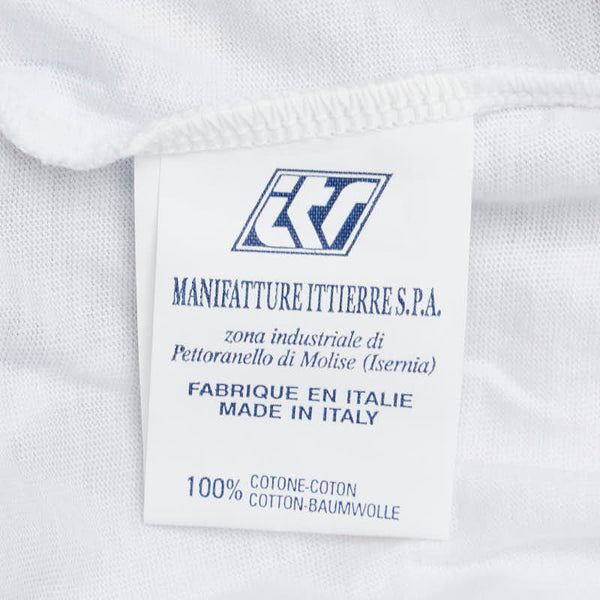 itr
MANIFATTURE ITTIERRE S.P.A.
zona industriale di
Pettoranello di Molise (Isernia)
FABRIQUE EN ITALIE
MADE IN ITALY
100% COTONE-COTON
COTTON-BAUMWOLLE